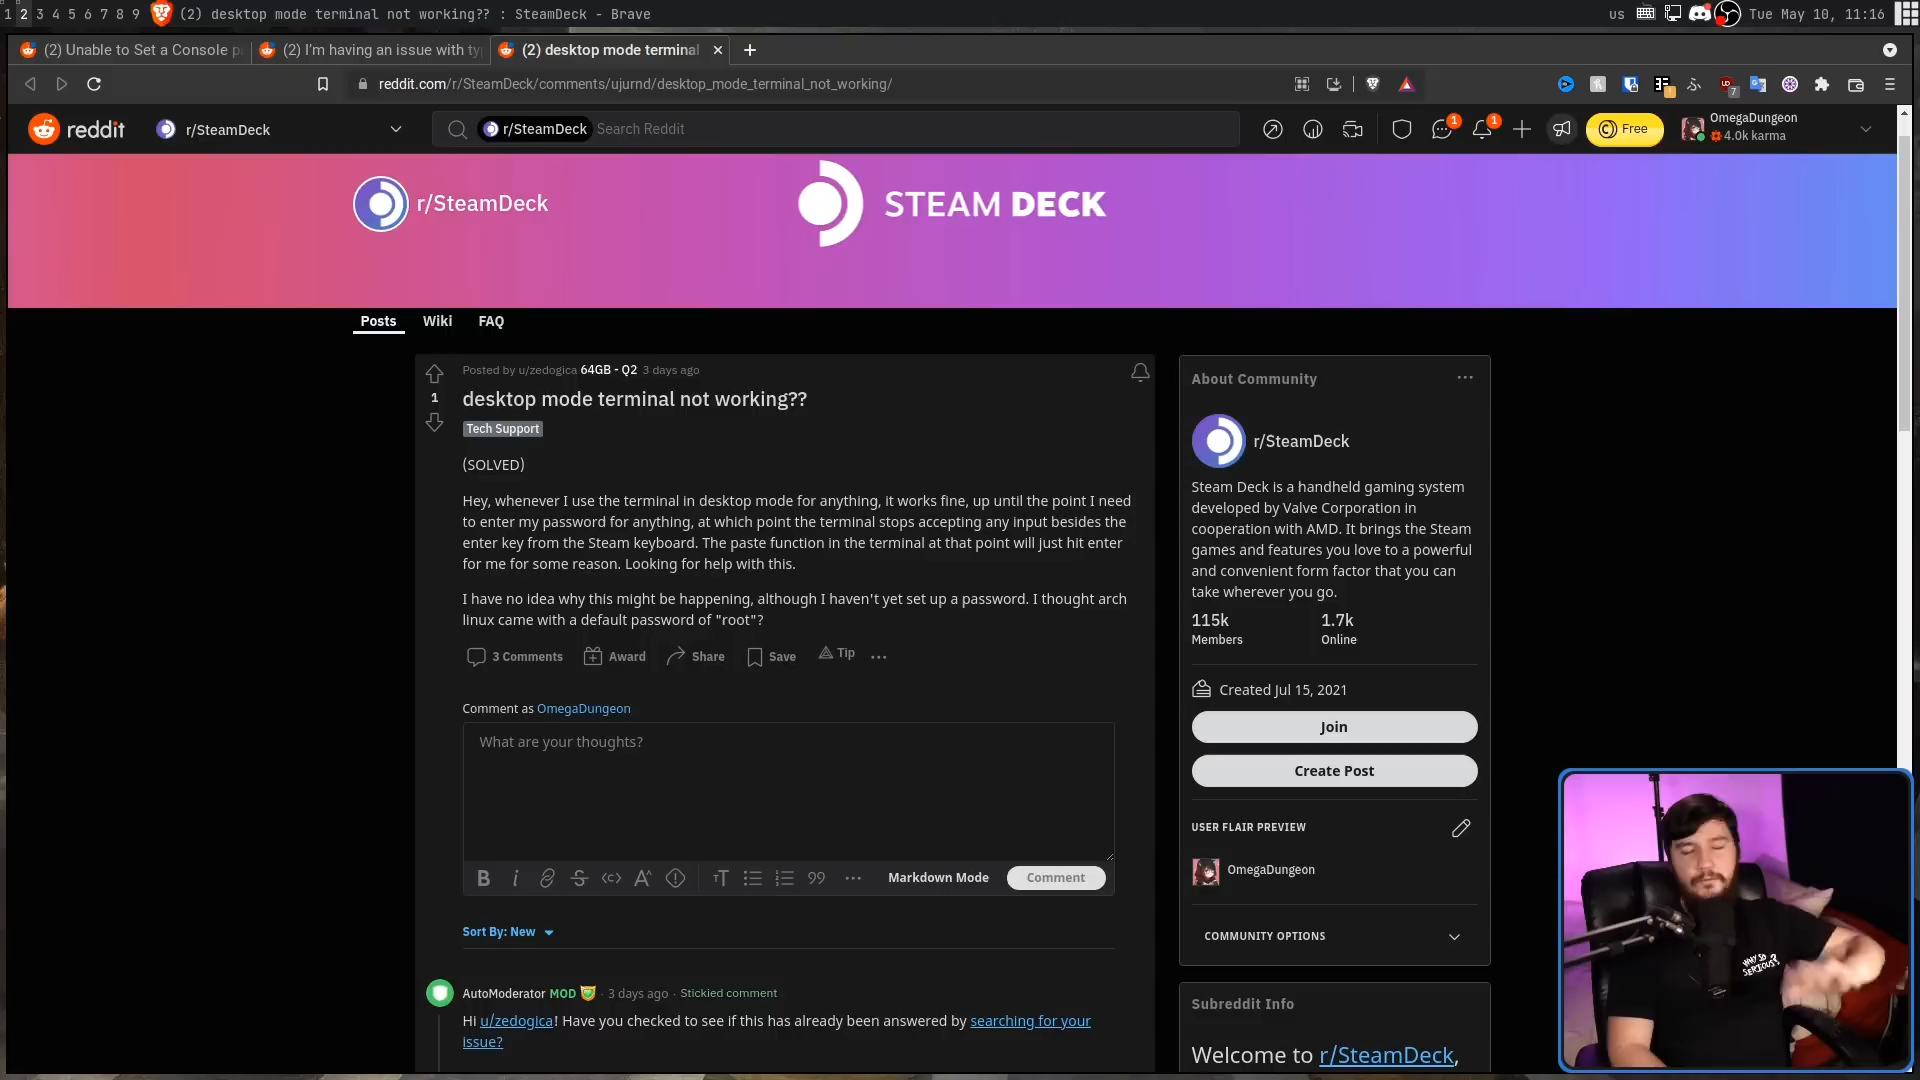 1 2 3 4 5 6 7 8 9 (2) desktop mode terminal not working?? : SteamDeck - Brave
us Tue May 10, 11:16
(2) Unable to Set a Console p
(2) I'm having an issue with ty
(2) desktop mode terminal
reddit.com/r/SteamDeck/comments/ujurnd/desktop_mode_terminal_not_working/
reddit
r/SteamDeck
r/SteamDeck Search Reddit
1
1
Free
OmegaDungeon
4.0k karma
r/SteamDeck
STEAM DECK
Posts Wiki FAQ
Posted by u/zedogica 64GB - Q2 3 days ago
1
desktop mode terminal not working??
Tech Support
(SOLVED)
Hey, whenever I use the terminal in desktop mode for anything, it works fine, up until the point I need
to enter my password for anything, at which point the terminal stops accepting any input besides the
enter key from the Steam keyboard. The paste function in the terminal at that point will just hit enter
for me for some reason. Looking for help with this.
I have no idea why this might be happening, although I haven't yet set up a password. I thought arch
linux came with a default password of "root"?
3 Comments Award Share Save Tip
Comment as OmegaDungeon
What are your thoughts?
Markdown Mode Comment
Sort By: New
AutoModerator MOD · 3 days ago · Stickied comment
Hi u/zedogica! Have you checked to see if this has already been answered by searching for your
issue?
About Community
r/SteamDeck
Steam Deck is a handheld gaming system
developed by Valve Corporation in
cooperation with AMD. It brings the Steam
games and features you love to a powerful
and convenient form factor that you can
take wherever you go.
115k 1.7k
Members Online
Created Jul 15, 2021
Join
Create Post
USER FLAIR PREVIEW
OmegaDungeon
COMMUNITY OPTIONS
Subreddit Info
Welcome to r/SteamDeck,
WHY SO
SERIOUS?